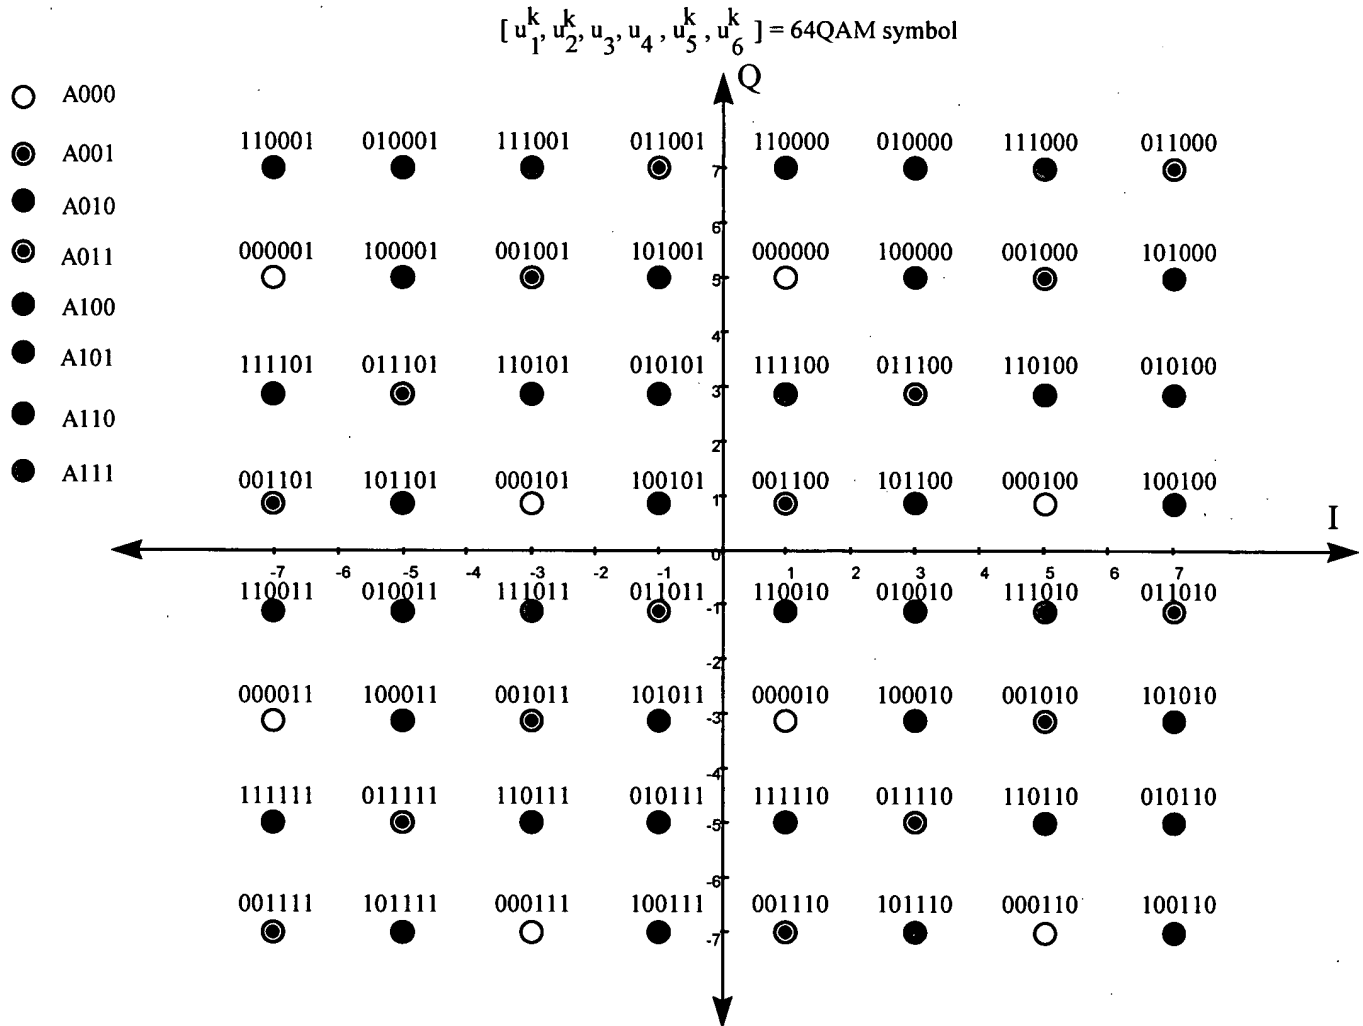 [ u₁ᵏ, u₂ᵏ, u₃, u₄, u₅ᵏ, u₆ᵏ ] = 64QAM symbol
Q
A000
A001
A010
A011
A100
A101
A110
A111
110001 010001 111001 011001 110000 010000 111000 011000
7
6
000001 100001 001001 101001 000000 100000 001000 101000
5
4
111101 011101 110101 010101 111100 011100 110100 010100
3
2
001101 101101 000101 100101 001100 101100 000100 100100
1
I
0
-7 -6 -5 -4 -3 -2 -1 1 2 3 4 5 6 7
110011 010011 111011 011011 110010 010010 111010 011010
-1
-2
000011 100011 001011 101011 000010 100010 001010 101010
-3
-4
111111 011111 110111 010111 111110 011110 110110 010110
-5
-6
001111 101111 000111 100111 001110 101110 000110 100110
-7